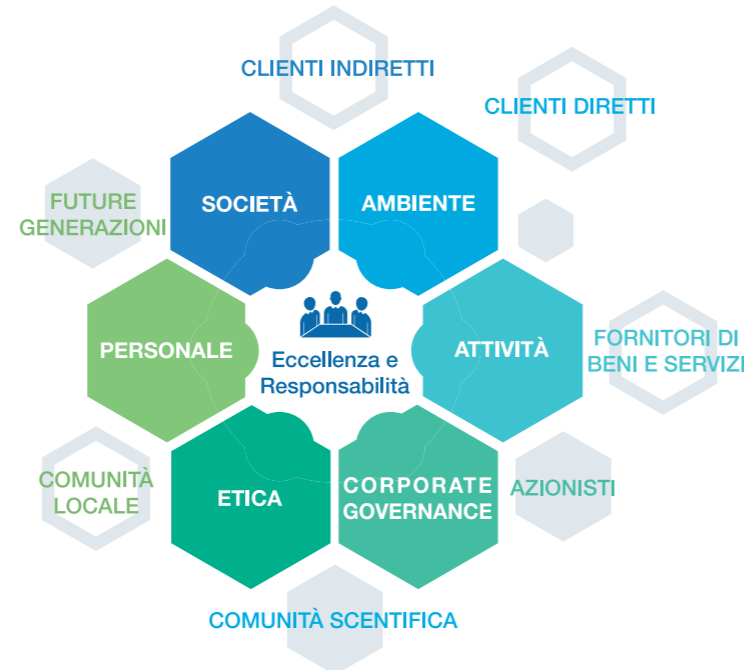 CLIENTI INDIRETTI
CLIENTI DIRETTI
FUTURE
GENERAZIONI
SOCIETÀ
AMBIENTE
PERSONALE
Eccellenza e
Responsabilità
ATTIVITÀ
FORNITORI DI
BENI E SERVIZI
COMUNITÀ
LOCALE
ETICA
CORPORATE
GOVERNANCE
AZIONISTI
COMUNITÀ SCENTIFICA